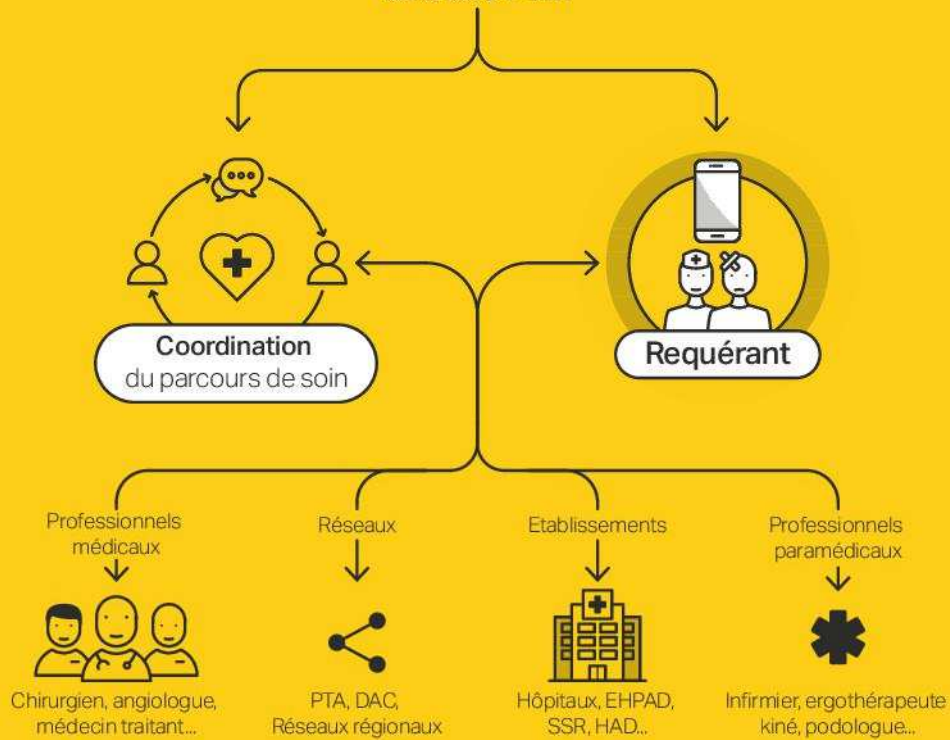 Coordination
du parcours de soin
Requérant
Professionnels
médicaux
Réseaux
Etablissements
Professionnels
paramédicaux
Chirurgien, angiologue,
médecin traitant...
PTA, DAC,
Réseaux régionaux
Hôpitaux, EHPAD,
SSR, HAD...
Infirmier, ergothérapeute
kiné, podologue...